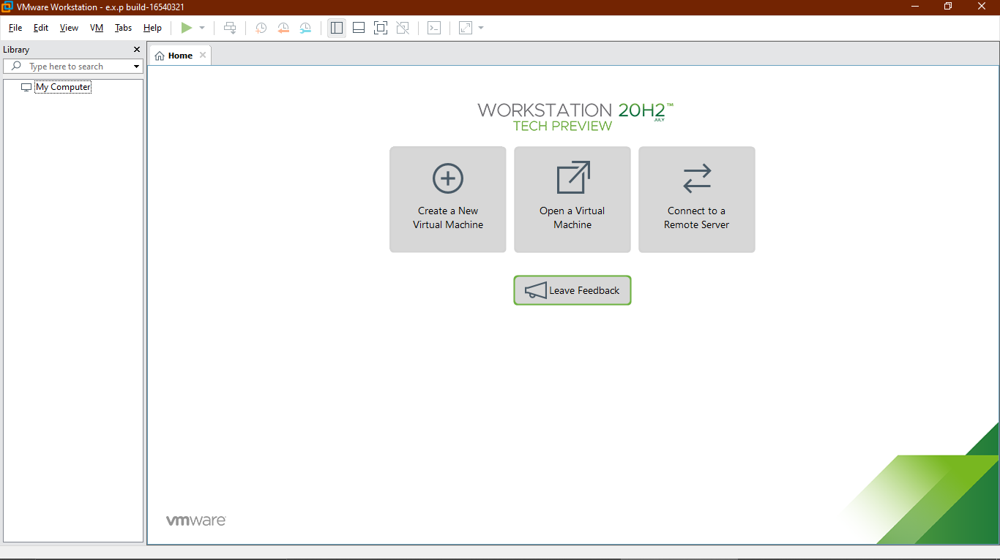 VMware Workstation - e.x.p build-16540321
File Edit View VM Tabs Help
Library
Type here to search
My Computer
Home
WORKSTATION 20H2™
JULY
TECH PREVIEW
Create a New
Virtual Machine
Open a Virtual
Machine
Connect to a
Remote Server
Leave Feedback
vmware